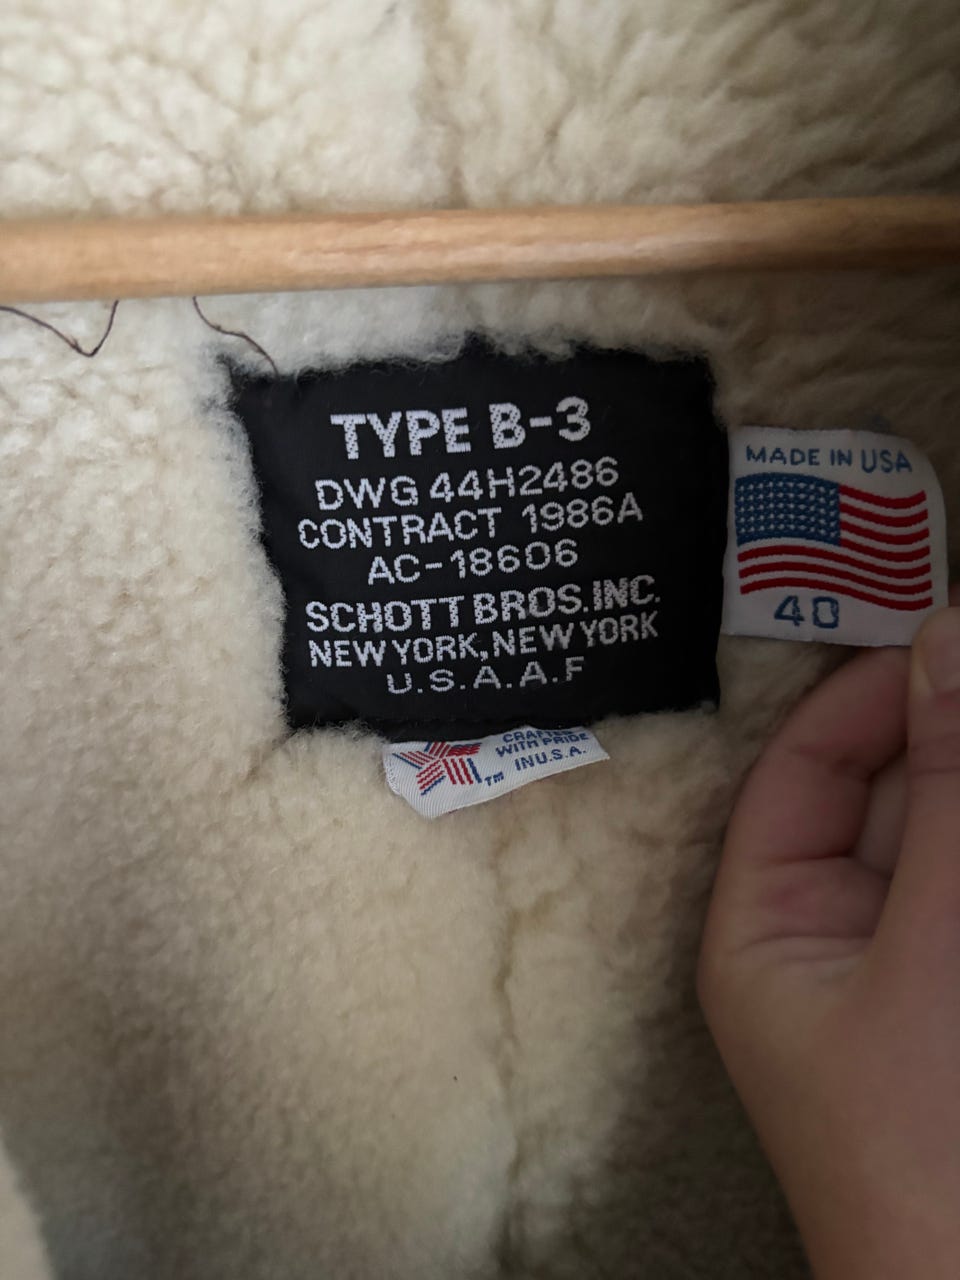 TYPE B-3
DWG 44H2486
CONTRACT 1986A
AC-18606
SCHOTT BROS. INC.
NEW YORK, NEW YORK
U.S.A.A.F
MADE IN USA
40
CRAFTED
WITH PRIDE
IN U.S.A.
TM